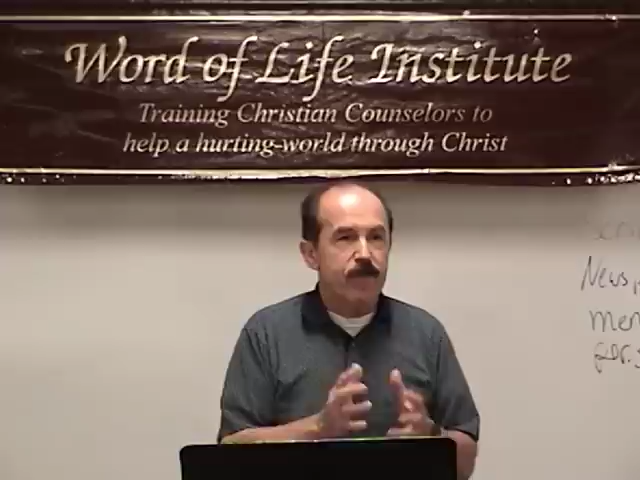 Word of Life Institute
Training Christian Counselors to
help a hurting world through Christ
News